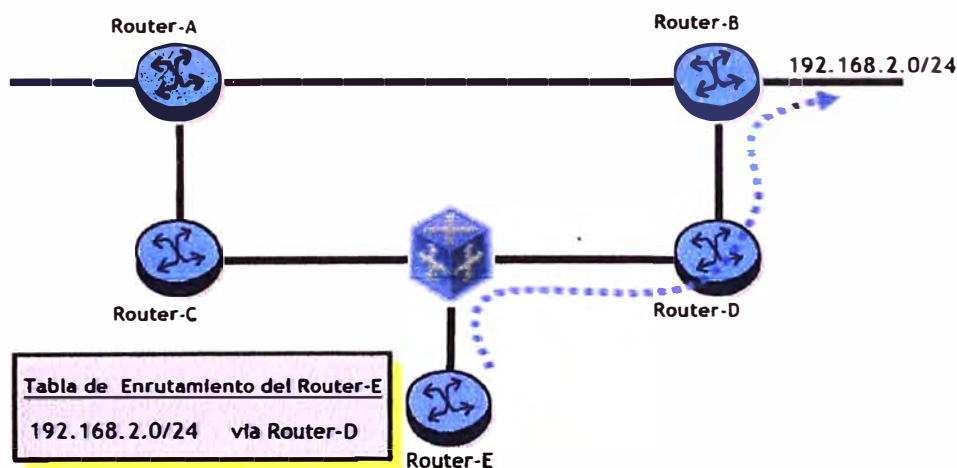 Router-A
Router-B
192.168.2.0/24
Router-C
Router-D
Tabla de Enrutamiento del Router-E
192.168.2.0/24 via Router-D
Router-E